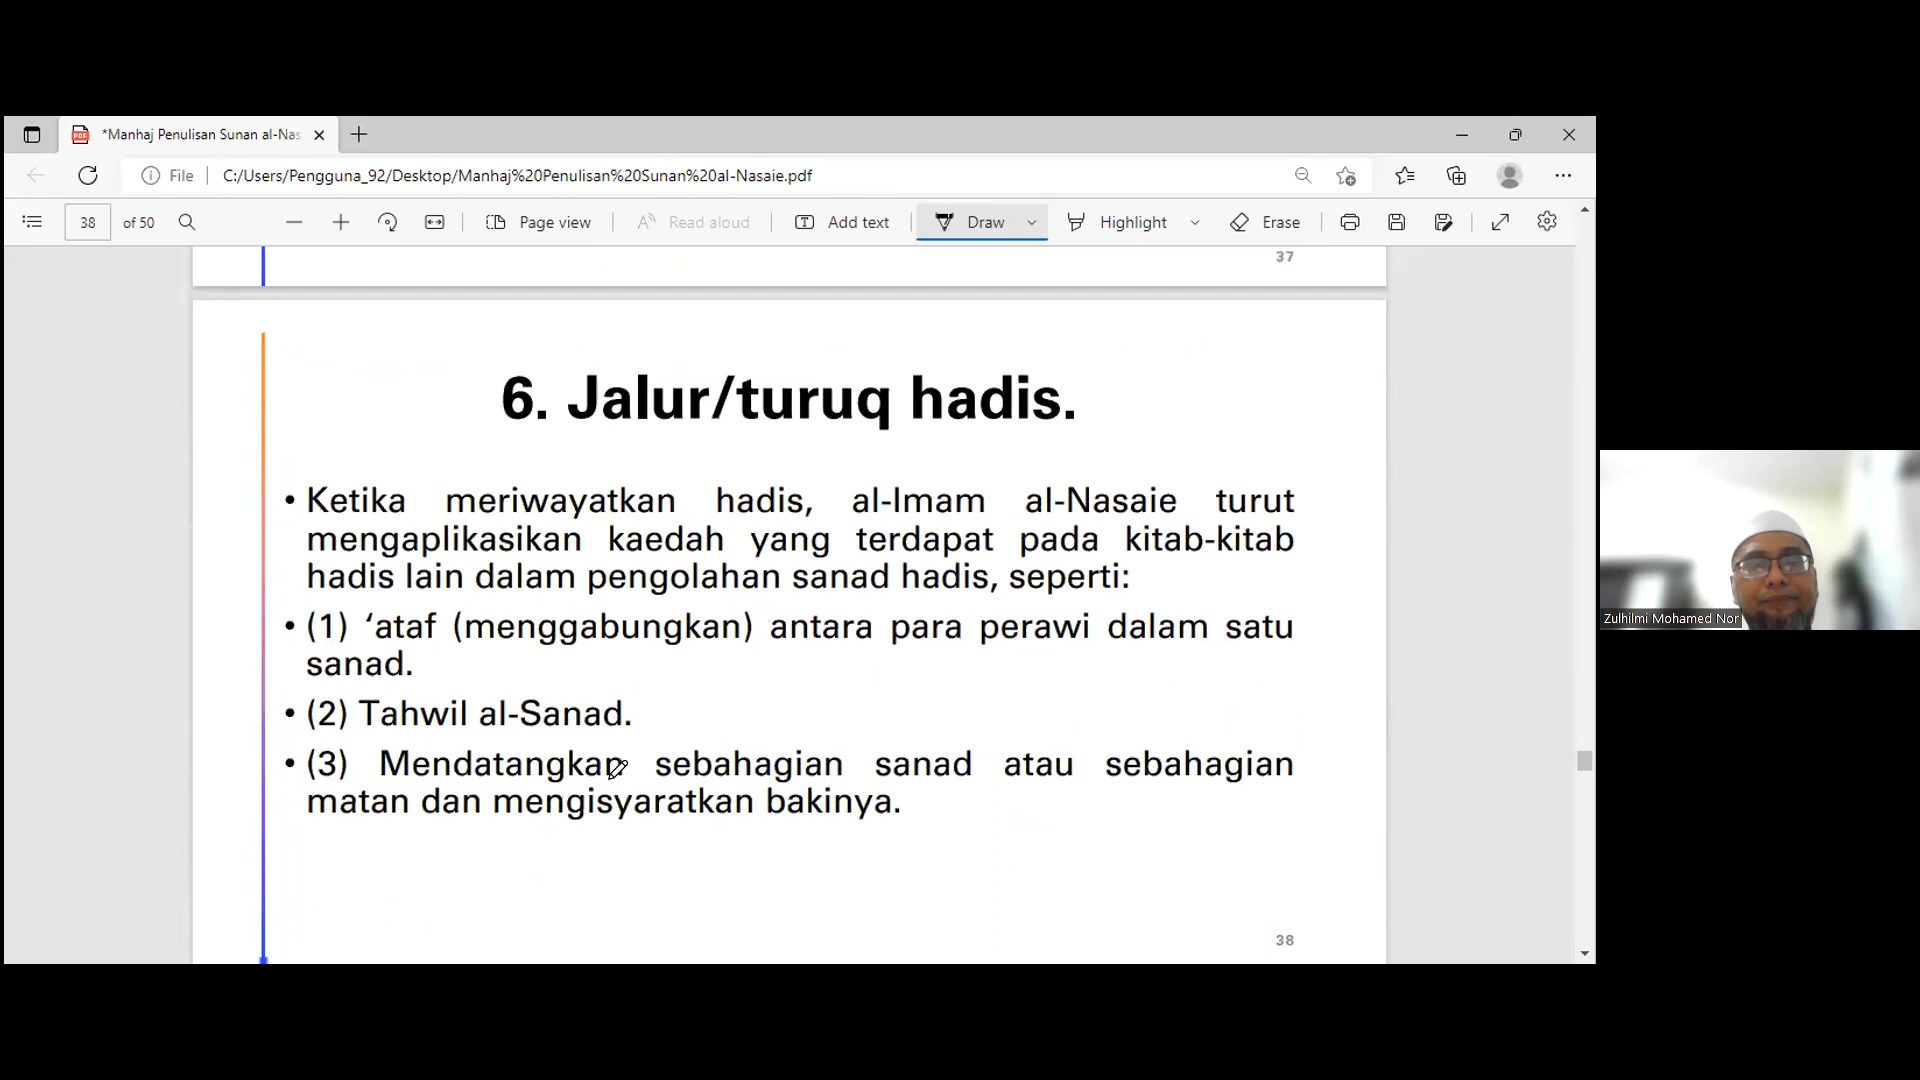 *Manhaj Penulisan Sunan al-Nas
File C:/Users/Pengguna_92/Desktop/Manhaj%20Penulisan%20Sunan%20al-Nasaie.pdf
38 of 50 Page view Read aloud Add text Draw Highlight Erase
37
6. Jalur/turuq hadis.
• Ketika meriwayatkan hadis, al-Imam al-Nasaie turut
mengaplikasikan kaedah yang terdapat pada kitab-kitab
hadis lain dalam pengolahan sanad hadis, seperti:
• (1) ‘ataf (menggabungkan) antara para perawi dalam satu
sanad.
• (2) Tahwil al-Sanad.
• (3) Mendatangkan sebahagian sanad atau sebahagian
matan dan mengisyaratkan bakinya.
38
Zulhilmi Mohamed Nor